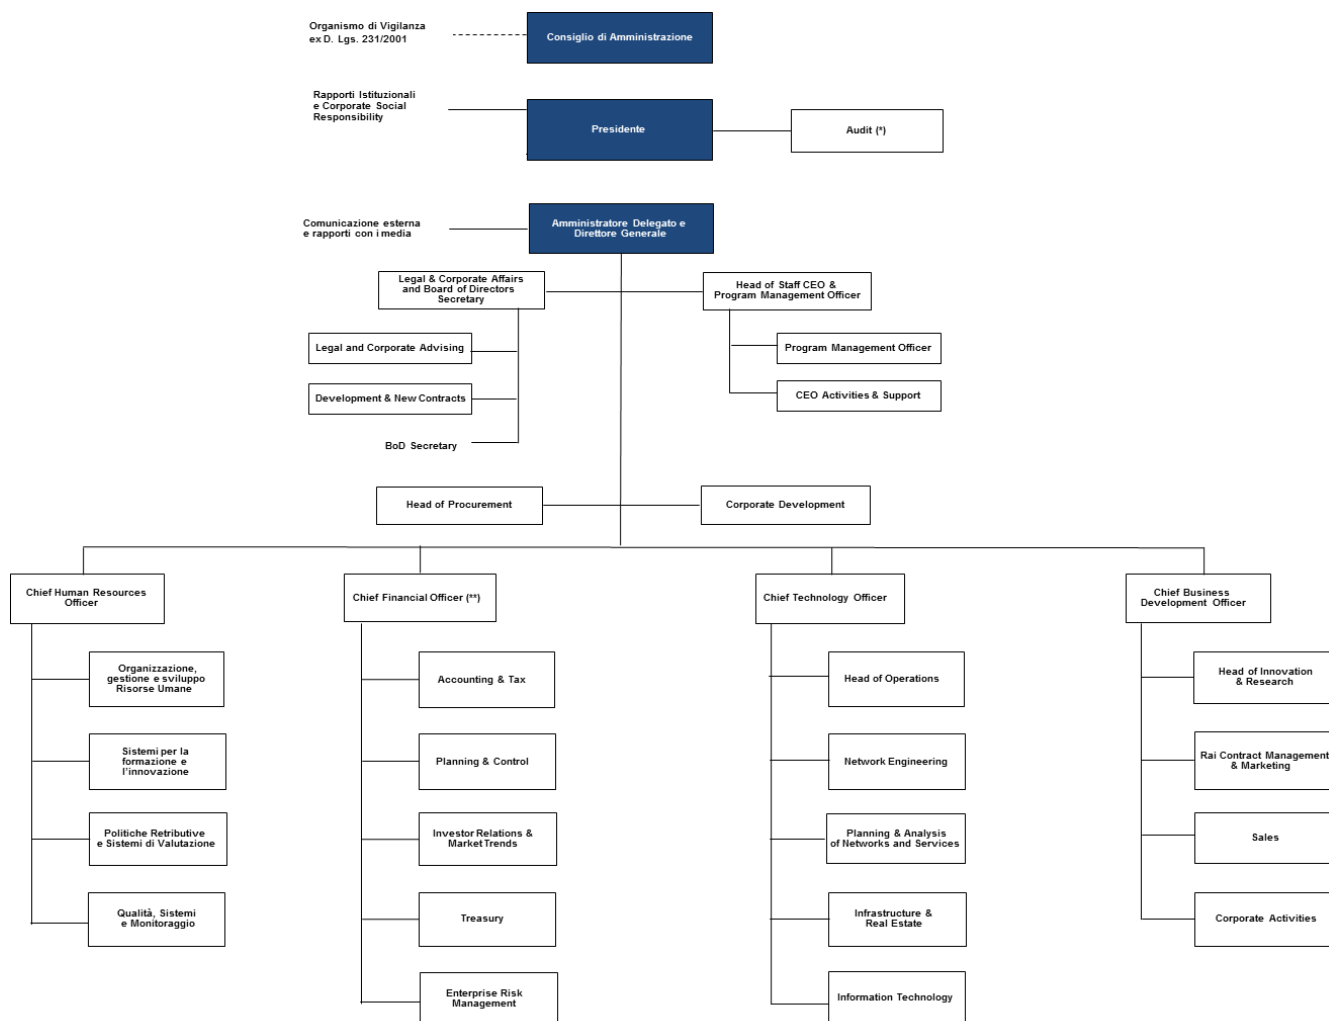 Organismo di Vigilanza
ex D. Lgs. 231/2001
Consiglio di Amministrazione
Rapporti Istituzionali
e Corporate Social
Responsibility
Presidente
Audit (*)
Comunicazione esterna
e rapporti con i media
Amministratore Delegato e
Direttore Generale
Legal & Corporate Affairs
and Board of Directors
Secretary
Head of Staff CEO &
Program Management Officer
Legal and Corporate Advising
Program Management Officer
Development & New Contracts
CEO Activities & Support
BoD Secretary
Head of Procurement
Corporate Development
Chief Human Resources
Officer
Chief Financial Officer (**)
Chief Technology Officer
Chief Business
Development Officer
Organizzazione,
gestione e sviluppo
Risorse Umane
Accounting & Tax
Head of Operations
Head of Innovation
& Research
Sistemi per la
formazione e
l'innovazione
Planning & Control
Network Engineering
Rai Contract Management
& Marketing
Politiche Retributive
e Sistemi di Valutazione
Investor Relations &
Market Trends
Planning & Analysis
of Networks and Services
Sales
Qualità, Sistemi
e Monitoraggio
Treasury
Infrastructure &
Real Estate
Corporate Activities
Enterprise Risk
Management
Information Technology